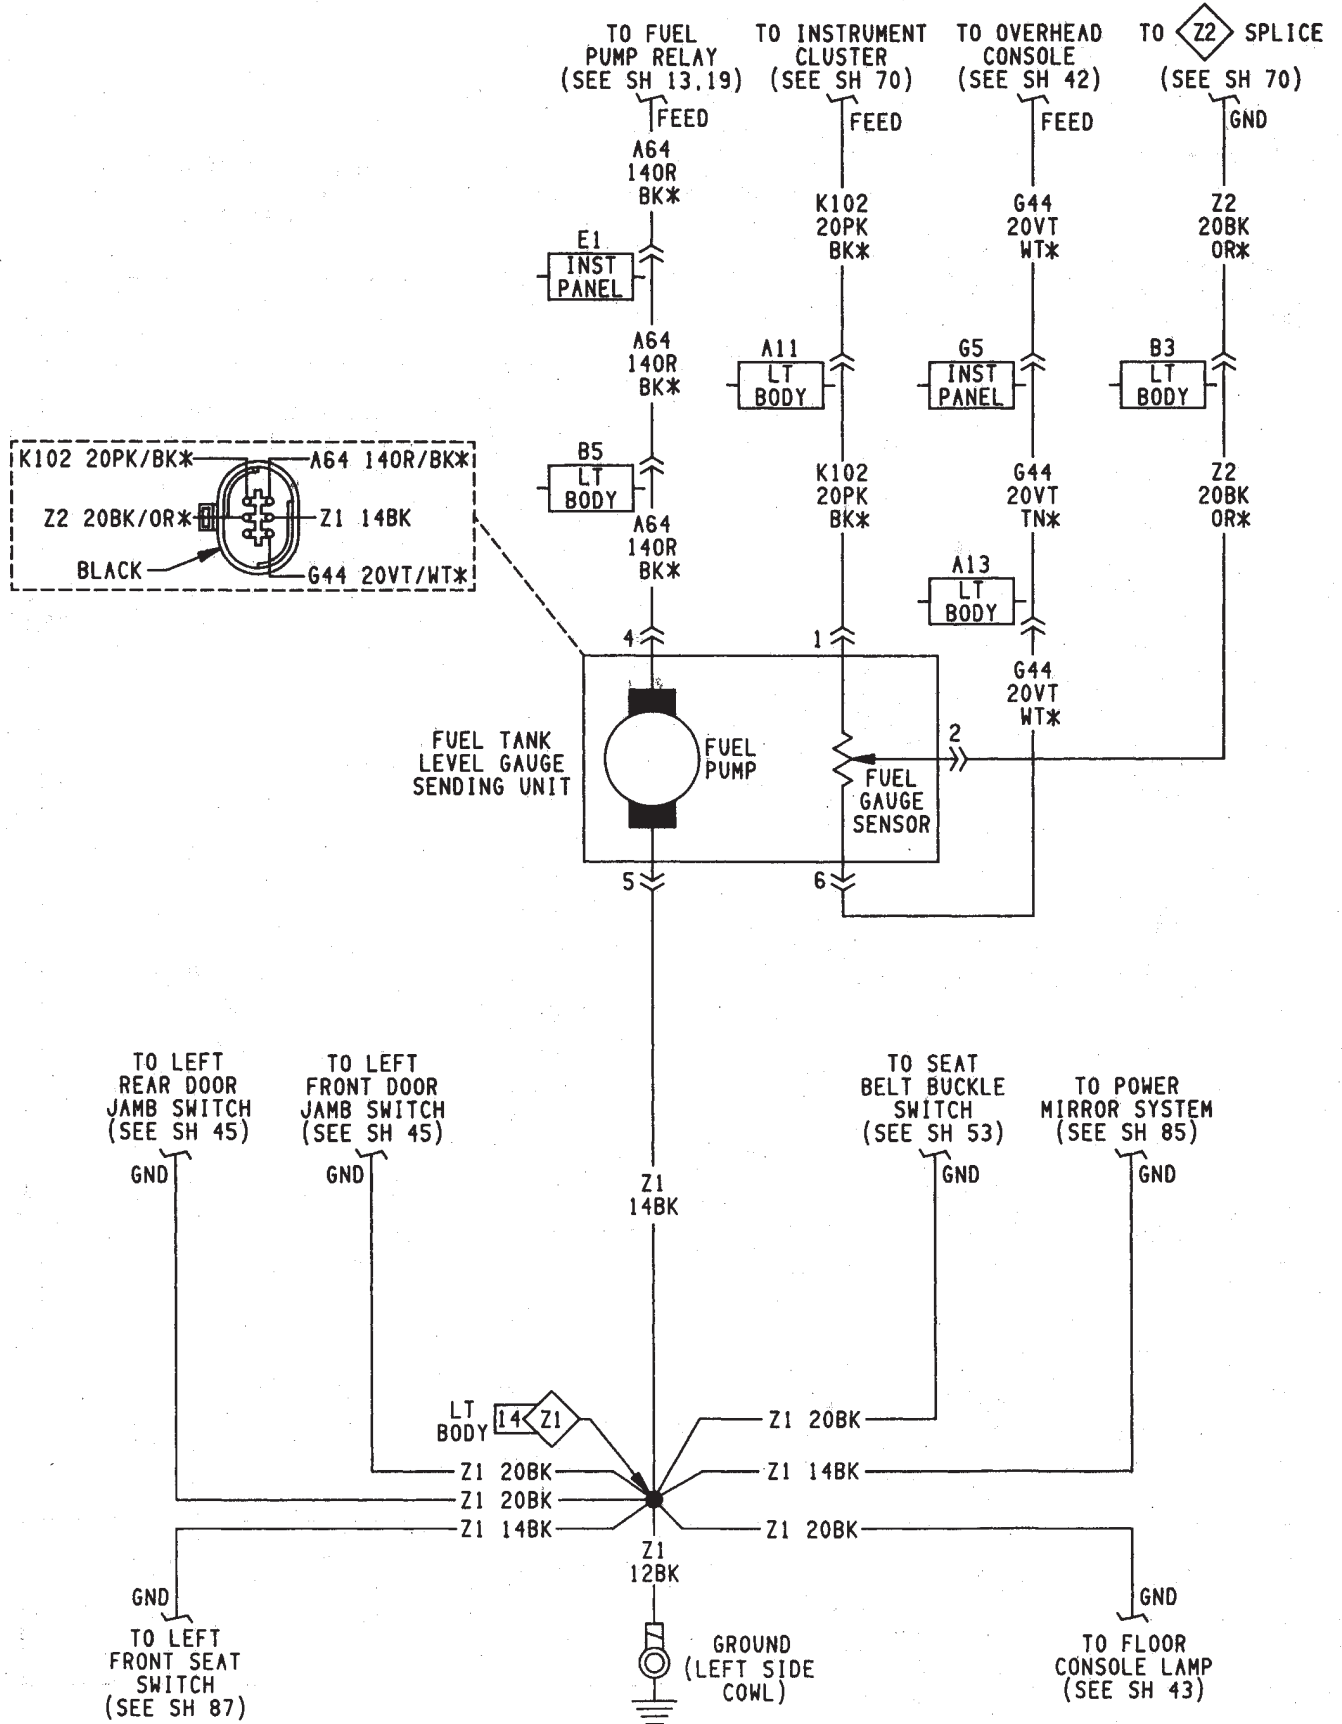 TO FUEL
PUMP RELAY
(SEE SH 13,19)
FEED
A64
14OR
BK*
E1
INST
PANEL
A64
14OR
BK*
B5
LT
BODY
A64
14OR
BK*
4
TO INSTRUMENT
CLUSTER
(SEE SH 70)
FEED
K102
20PK
BK*
A11
LT
BODY
K102
20PK
BK*
1
TO OVERHEAD
CONSOLE
(SEE SH 42)
FEED
G44
20VT
WT*
G5
INST
PANEL
G44
20VT
TN*
A13
LT
BODY
G44
20VT
WT*
TO Z2 SPLICE
(SEE SH 70)
GND
Z2
20BK
OR*
B3
LT
BODY
Z2
20BK
OR*
2
K102 20PK/BK*
A64 14OR/BK*
Z2 20BK/OR*
Z1 14BK
BLACK
G44 20VT/WT*
FUEL TANK
LEVEL GAUGE
SENDING UNIT
FUEL
PUMP
FUEL
GAUGE
SENSOR
5
6
TO LEFT
REAR DOOR
JAMB SWITCH
(SEE SH 45)
GND
TO LEFT
FRONT DOOR
JAMB SWITCH
(SEE SH 45)
GND
Z1
14BK
TO SEAT
BELT BUCKLE
SWITCH
(SEE SH 53)
GND
TO POWER
MIRROR SYSTEM
(SEE SH 85)
GND
LT
BODY
14
Z1
Z1 20BK
Z1 20BK
Z1 14BK
Z1 20BK
Z1 14BK
Z1 20BK
Z1
12BK
GND
TO LEFT
FRONT SEAT
SWITCH
(SEE SH 87)
GROUND
(LEFT SIDE
COWL)
GND
TO FLOOR
CONSOLE LAMP
(SEE SH 43)